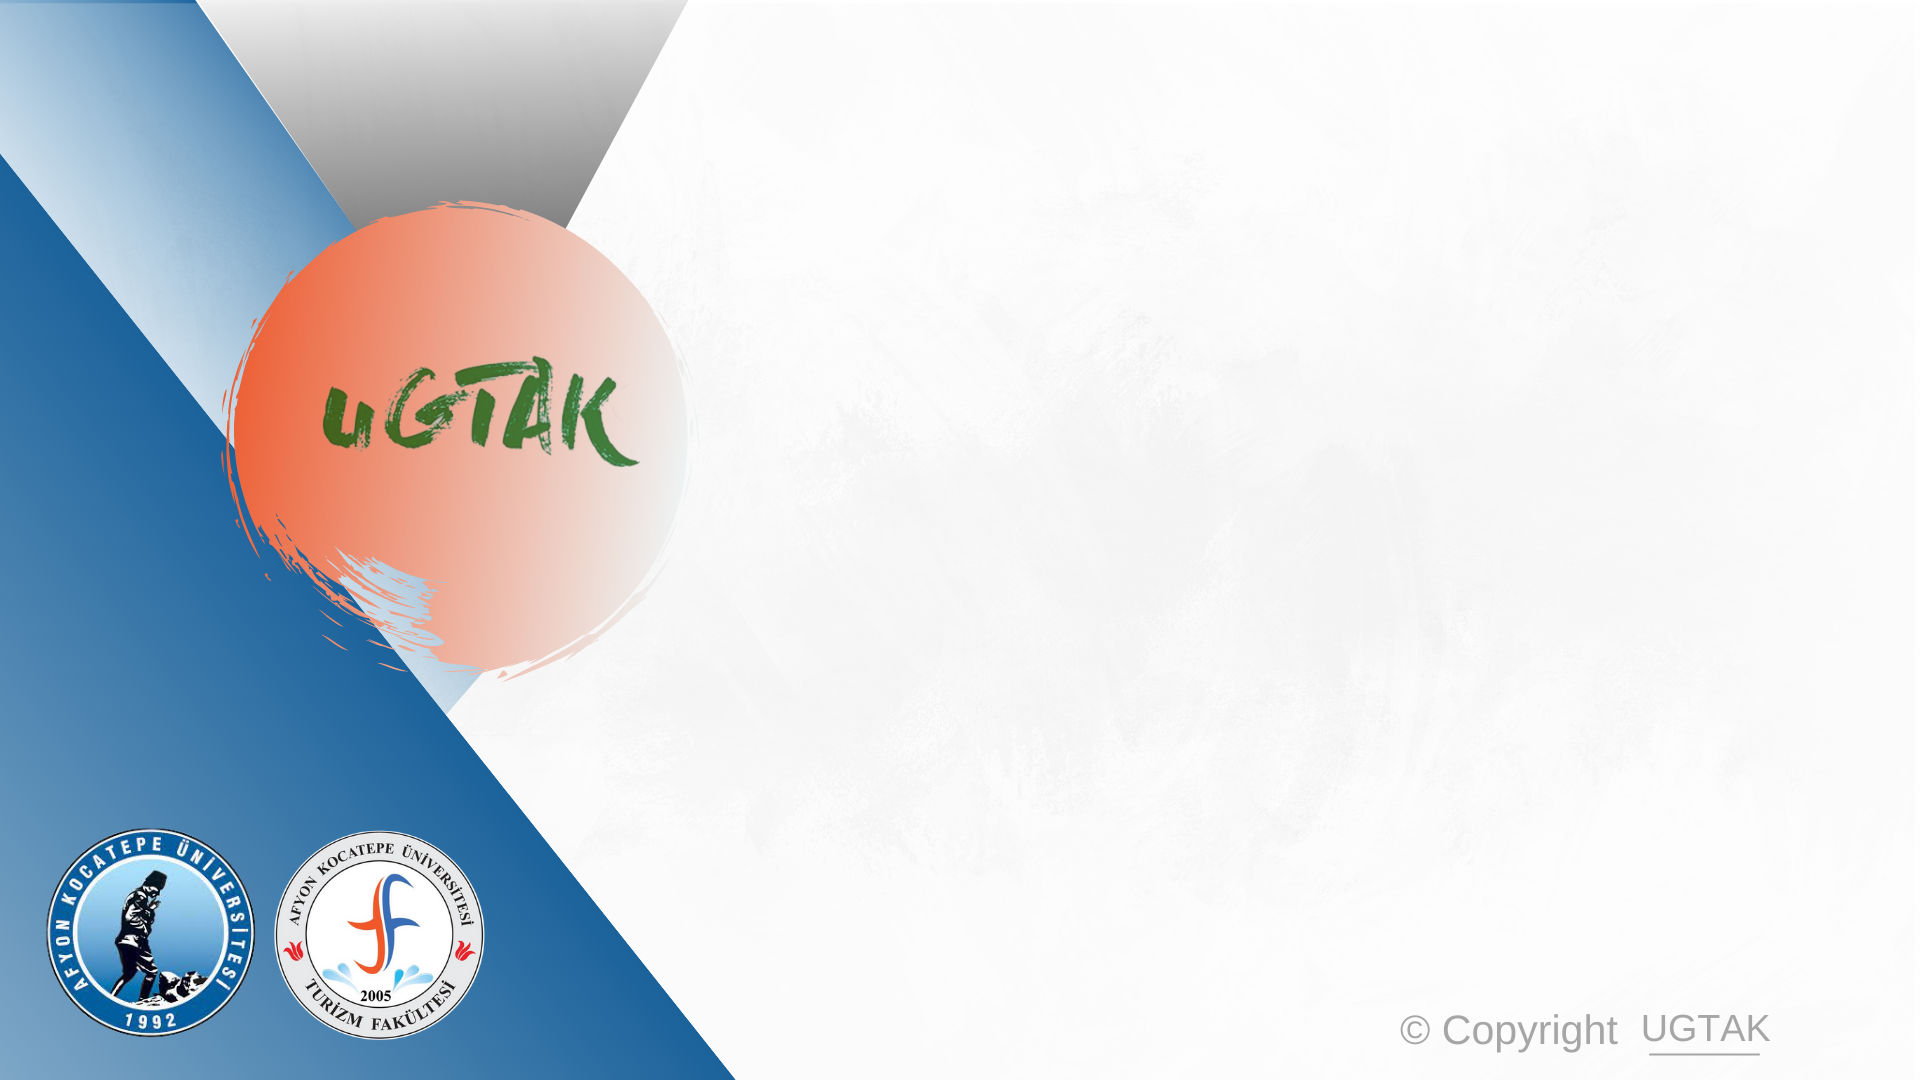 uGTAK
AFYON KOCATEPE ÜNİVERSİTESİ
1992
AFYON KOCATEPE ÜNİVERSİTESİ
2005
TURİZM FAKÜLTESİ
© Copyright UGTAK